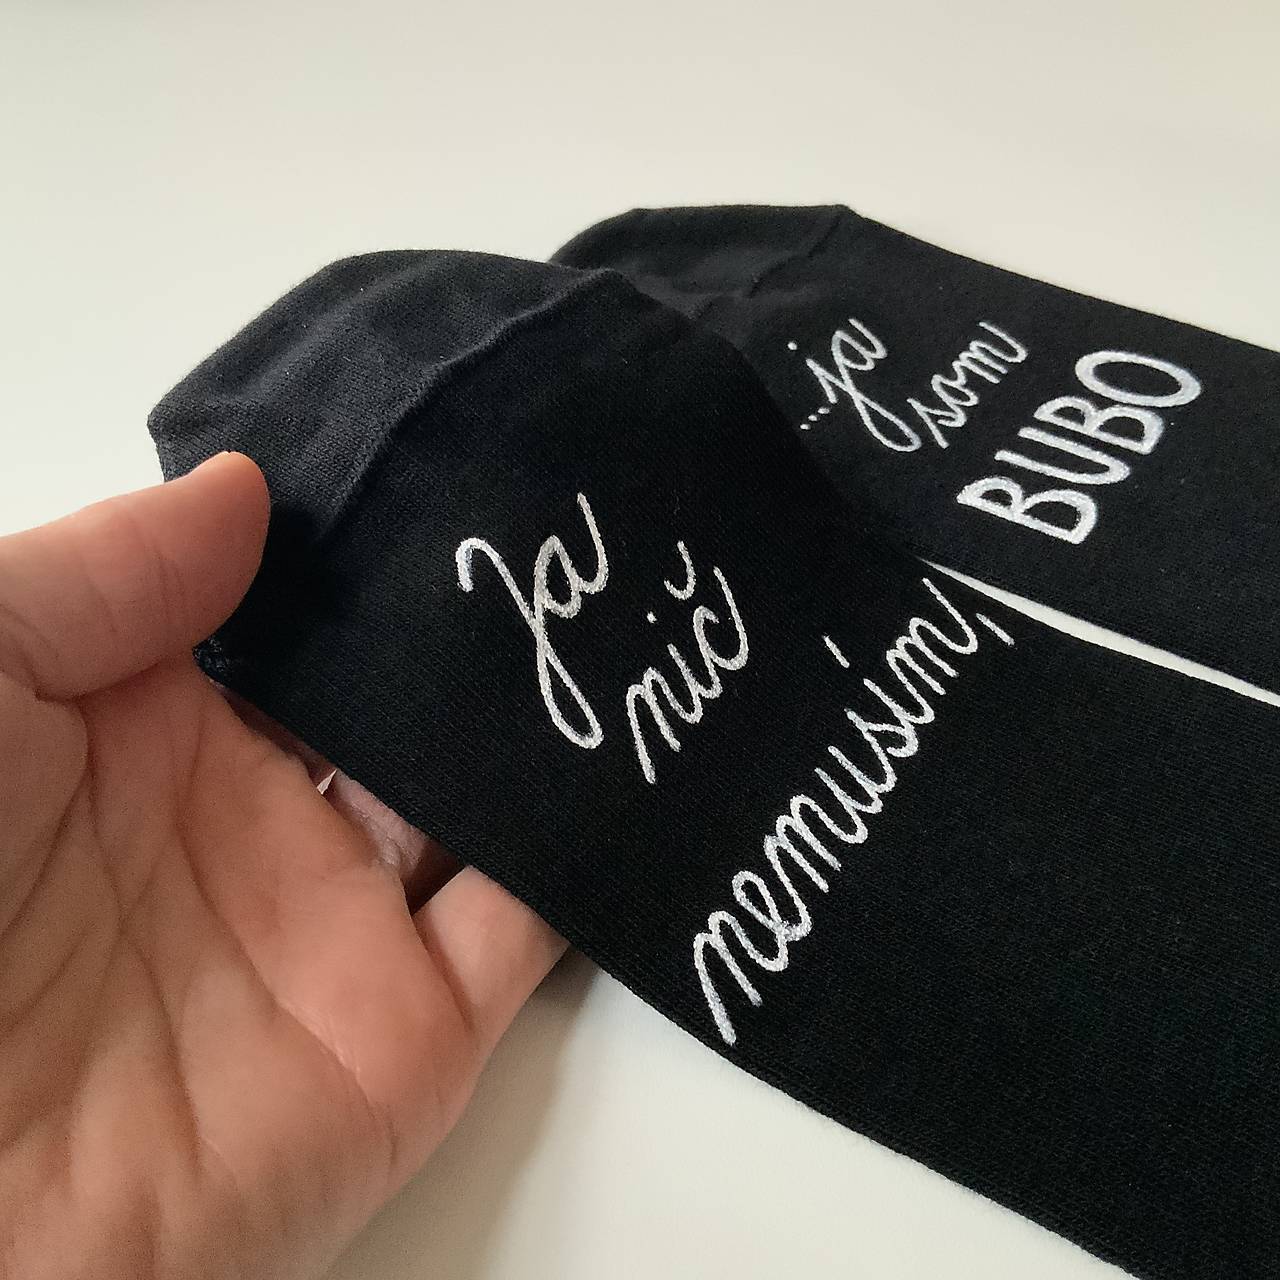 Ja
nič
nemusím,
...ja
som
BUBO